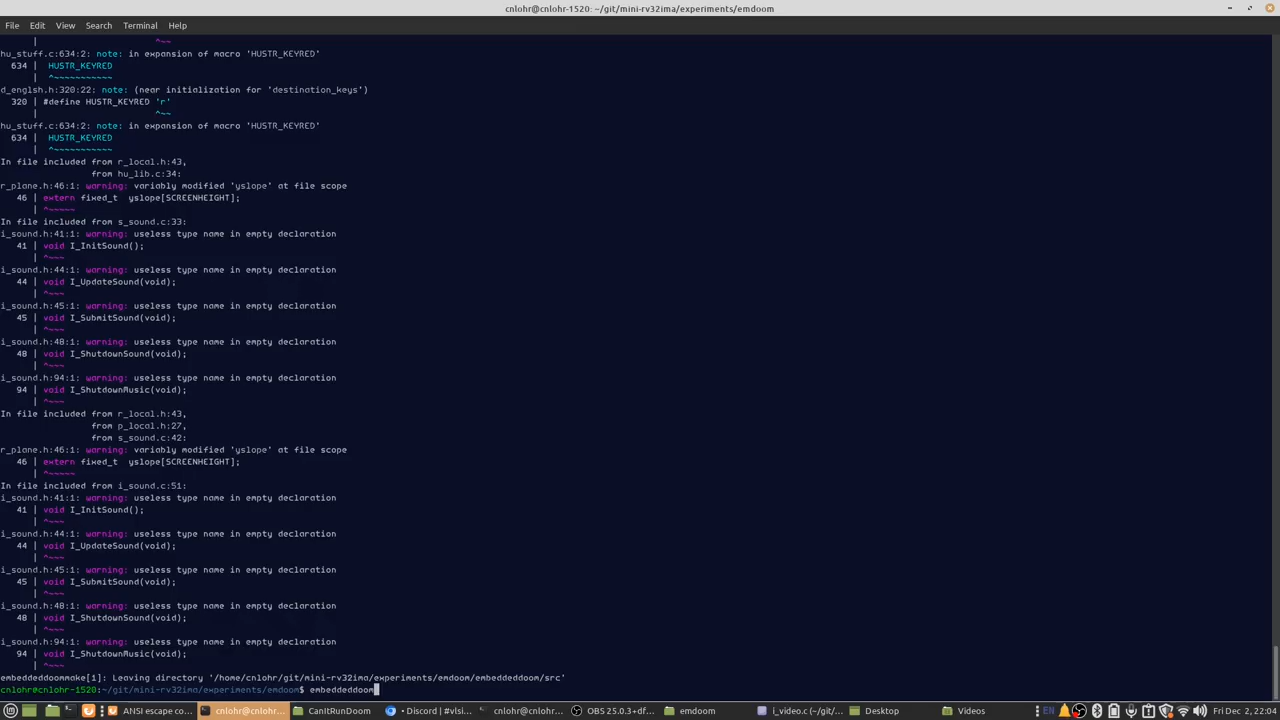 cnlohr@cnlohr-1520: ~/git/mini-rv32ima/experiments/emdoom
File Edit View Search Terminal Help
| ^~~
hu_stuff.c:634:2: note: in expansion of macro 'HUSTR_KEYRED'
634 | HUSTR_KEYRED
| ^~~~~~~~~~~~
d_englsh.h:320:22: note: (near initialization for 'destination_keys')
320 | #define HUSTR_KEYRED 'r'
| ^~~
hu_stuff.c:634:2: note: in expansion of macro 'HUSTR_KEYRED'
634 | HUSTR_KEYRED
| ^~~~~~~~~~~~
In file included from r_local.h:43,
from hu_lib.c:34:
r_plane.h:46:1: warning: variably modified 'yslope' at file scope
46 | extern fixed_t yslope[SCREENHEIGHT];
| ^~~~~~
In file included from s_sound.c:33:
i_sound.h:41:1: warning: useless type name in empty declaration
41 | void I_InitSound();
| ^~~~
i_sound.h:44:1: warning: useless type name in empty declaration
44 | void I_UpdateSound(void);
| ^~~~
i_sound.h:45:1: warning: useless type name in empty declaration
45 | void I_SubmitSound(void);
| ^~~~
i_sound.h:48:1: warning: useless type name in empty declaration
48 | void I_ShutdownSound(void);
| ^~~~
i_sound.h:94:1: warning: useless type name in empty declaration
94 | void I_ShutdownMusic(void);
| ^~~~
In file included from r_local.h:43,
from p_local.h:27,
from s_sound.c:42:
r_plane.h:46:1: warning: variably modified 'yslope' at file scope
46 | extern fixed_t yslope[SCREENHEIGHT];
| ^~~~~~
In file included from i_sound.c:51:
i_sound.h:41:1: warning: useless type name in empty declaration
41 | void I_InitSound();
| ^~~~
i_sound.h:44:1: warning: useless type name in empty declaration
44 | void I_UpdateSound(void);
| ^~~~
i_sound.h:45:1: warning: useless type name in empty declaration
45 | void I_SubmitSound(void);
| ^~~~
i_sound.h:48:1: warning: useless type name in empty declaration
48 | void I_ShutdownSound(void);
| ^~~~
i_sound.h:94:1: warning: useless type name in empty declaration
94 | void I_ShutdownMusic(void);
| ^~~~
embeddeddoommake[1]: Leaving directory '/home/cnlohr/git/mini-rv32ima/experiments/emdoom/embeddeddoom/src'
cnlohr@cnlohr-1520:~/git/mini-rv32ima/experiments/emdoom$ embeddeddoom
ANSI escape co... cnlohr@cnlohr:... CanItRunDoom • Discord | #vlsi... cnlohr@cnlohr:... OBS 25.0.3+df... emdoom i_video.c (~/gi... Desktop Videos EN Fri Dec 2, 22:04